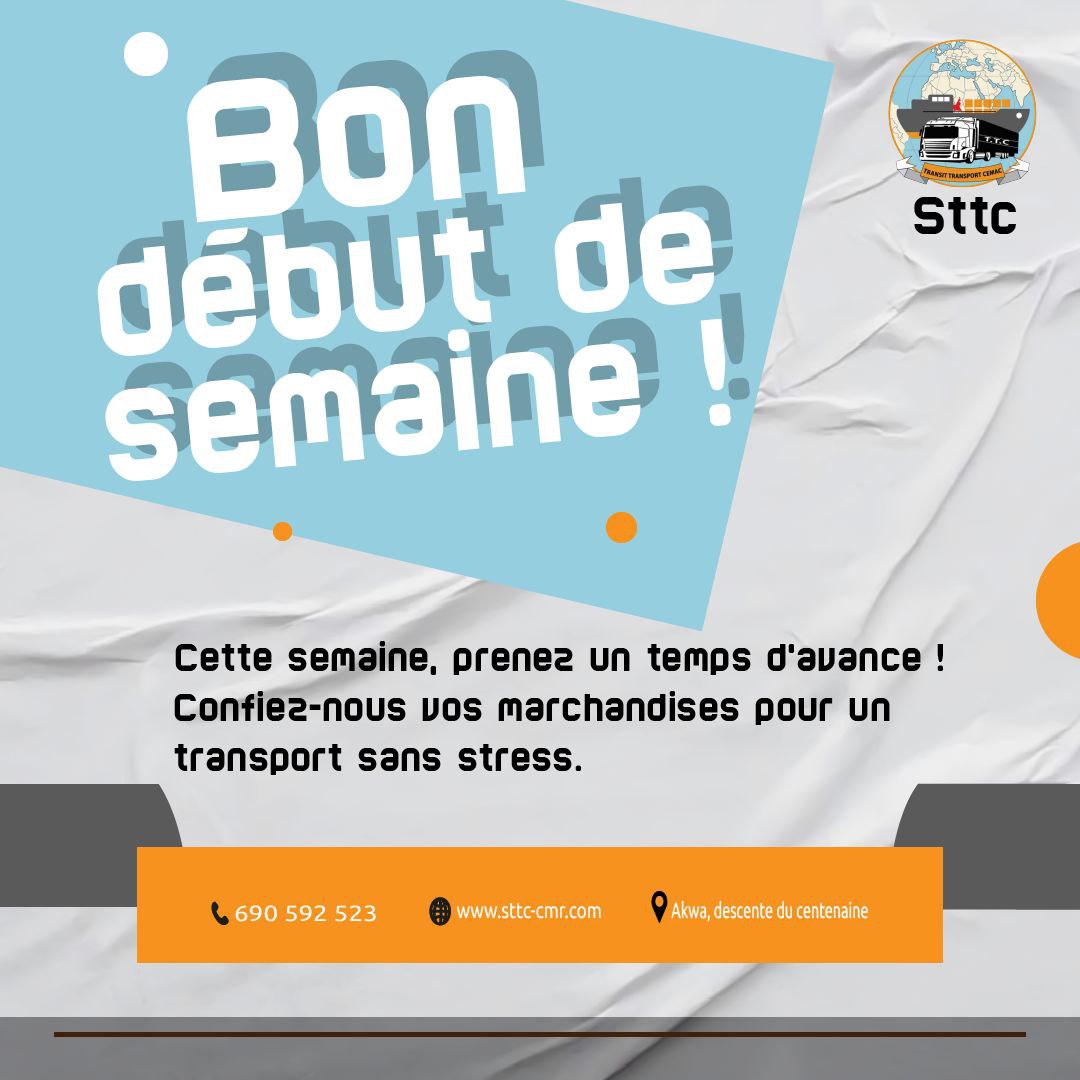 Bon
début de
semaine !
T.T.C
TRANSIT TRANSPORT CEMAC
Sttc
Cette semaine, prenez un temps d'avance !
Confiez-nous vos marchandises pour un
transport sans stress.
690 592 523
www.sttc-cmr.com
Akwa, descente du centenaine